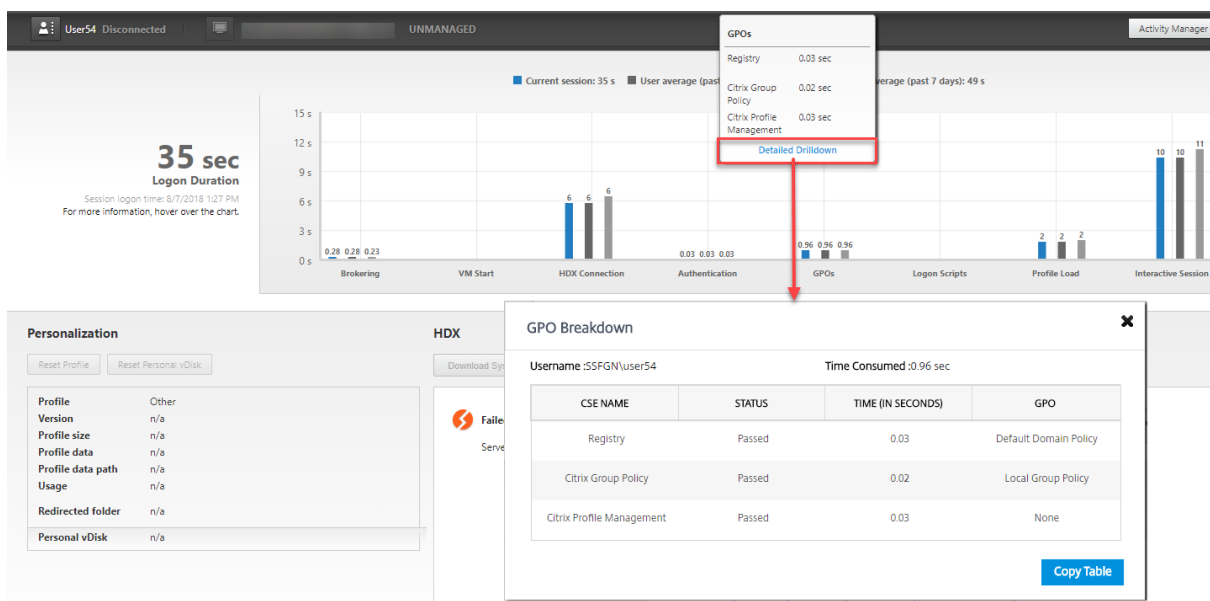 User54 Disconnected
UNMANAGED
Activity Manager
GPOs
Registry 0.03 sec
Citrix Group Policy 0.02 sec
Citrix Profile Management 0.03 sec
Detailed Drilldown
Current session: 35 s User average (past
average (past 7 days): 49 s
35 sec
Logon Duration
Session logon time: 8/7/2018 1:27 PM
For more information, hover over the chart.
15 s
12 s
9 s
6 s
3 s
0 s
0.28 0.28 0.23
6 6 6
0.03 0.03 0.03
0.96 0.96 0.96
2 2 2
10 10 11
Brokering VM Start HDX Connection Authentication GPOs Logon Scripts Profile Load Interactive Session
Personalization
Reset Profile Reset Personal vDisk
Profile Other
Version n/a
Profile size n/a
Profile data n/a
Profile data path n/a
Usage n/a
Redirected folder n/a
Personal vDisk n/a
HDX
Download Sy
Faile
Serve
GPO Breakdown
Username :SSFGN\user54 Time Consumed :0.96 sec
CSE NAME STATUS TIME (IN SECONDS) GPO
Registry Passed 0.03 Default Domain Policy
Citrix Group Policy Passed 0.02 Local Group Policy
Citrix Profile Management Passed 0.03 None
Copy Table